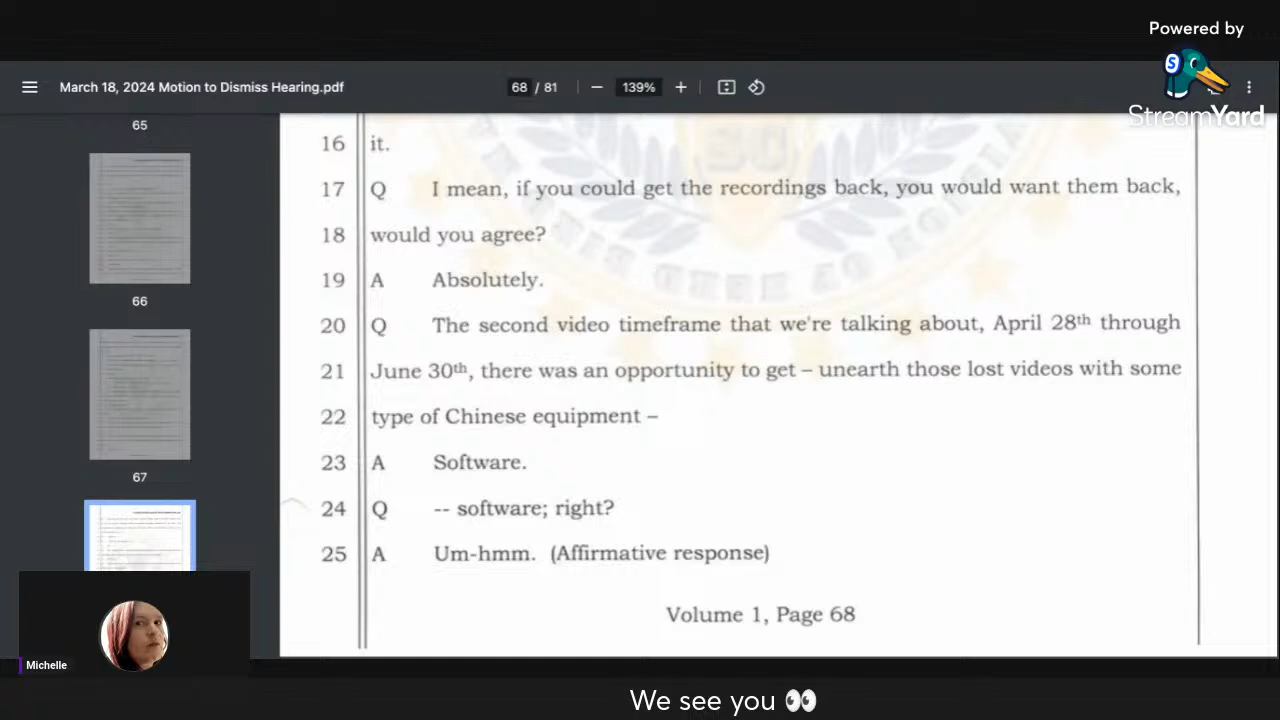 Powered by
StreamYard
March 18, 2024 Motion to Dismiss Hearing.pdf
68 / 81
139%
65
66
67
16 it.
17 Q I mean, if you could get the recordings back, you would want them back,
18 would you agree?
19 A Absolutely.
20 Q The second video timeframe that we're talking about, April 28th through
21 June 30th, there was an opportunity to get – unearth those lost videos with some
22 type of Chinese equipment –
23 A Software.
24 Q -- software; right?
25 A Um-hmm. (Affirmative response)
Volume 1, Page 68
Michelle
We see you 👀